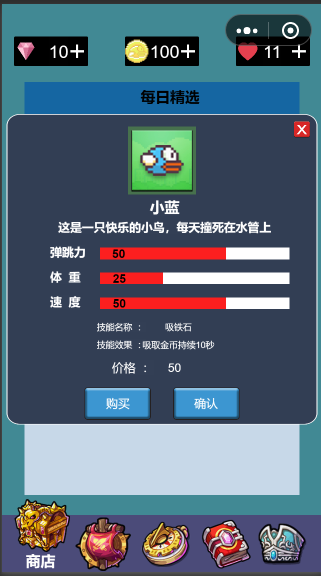 10+
100+
11 +
每日精选
X
小蓝
这是一只快乐的小鸟，每天撞死在水管上
弹跳力 50
体 重 25
速 度 50
技能名称 ： 吸铁石
技能效果 ：吸取金币持续10秒
价格 ： 50
购买 确认
商店